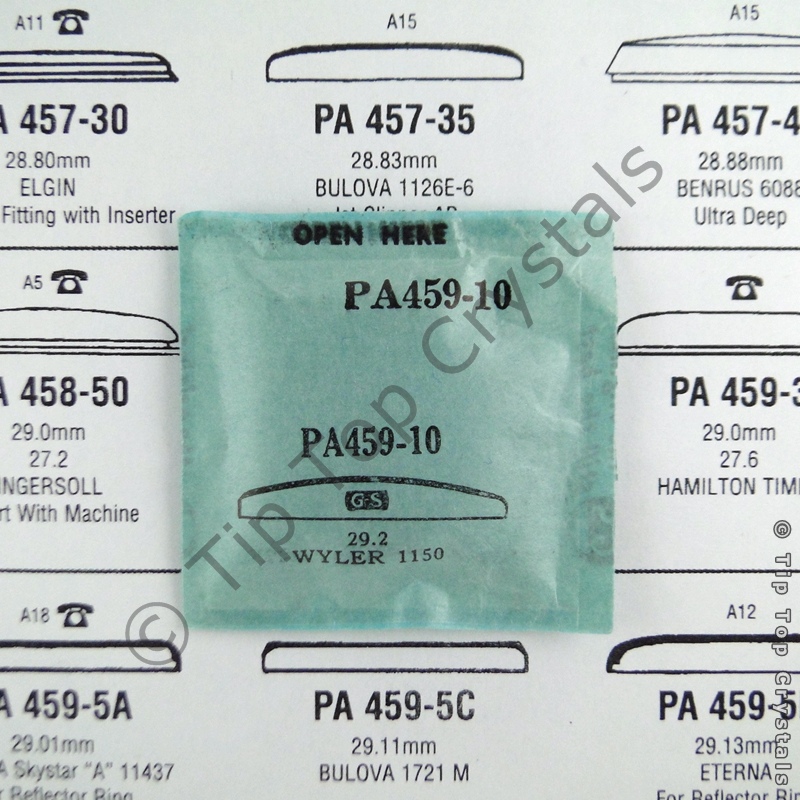 A11
A15
A15
PA 457-30
PA 457-35
PA 457-4
28.80mm
28.83mm
28.88mm
ELGIN
BULOVA 1126E-6
BENRUS 6088
Fitting with Inserter
Ultra Deep
OPEN HERE
PA459-10
A5
A 458-50
PA 459-3
29.0mm
29.0mm
27.2
27.6
NGERSOLL
HAMILTON TIM
rt With Machine
PA459-10
G-S
29.2
WYLER 1150
A18
A12
A 459-5A
PA 459-5C
PA 459-5
29.01mm
29.11mm
29.13mm
A Skystar "A" 11437
BULOVA 1721 M
ETERNA
For Reflector Ring
© Tip Top Crystals
© Tip Top Crystals